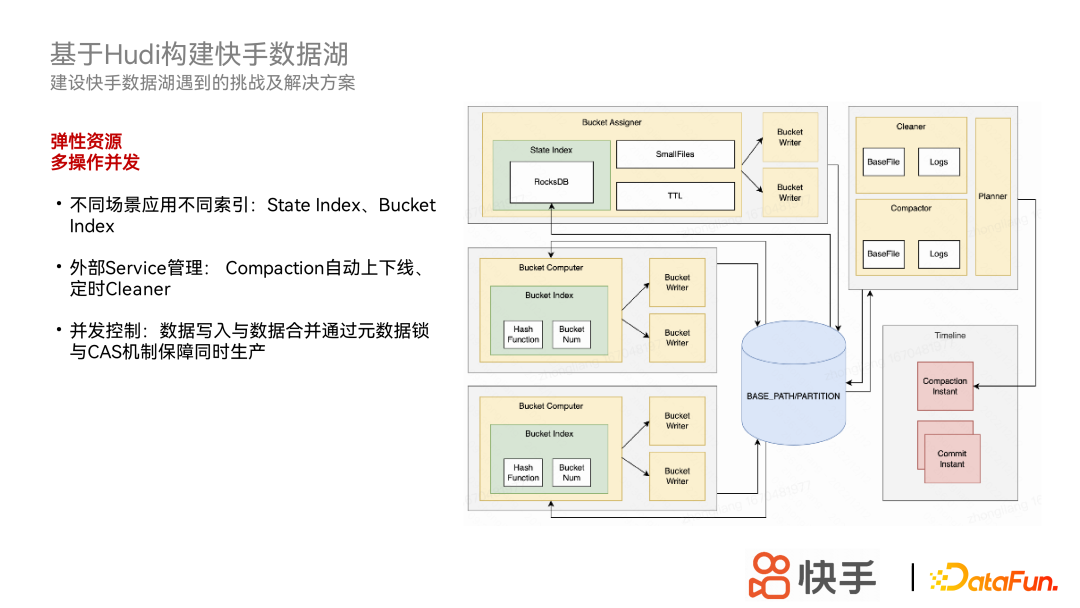 基于Hudi构建快手数据湖
建设快手数据湖遇到的挑战及解决方案
弹性资源
多操作并发
• 不同场景应用不同索引：State Index、Bucket
Index
• 外部Service管理： Compaction自动上下线、
定时Cleaner
• 并发控制：数据写入与数据合并通过元数据锁
与CAS机制保障同时生产
Bucket Assigner
State Index
RocksDB
SmallFiles
TTL
Bucket
Writer
Bucket
Writer
Bucket Computer
Bucket Index
Hash
Function
Bucket
Num
Bucket
Writer
Bucket
Writer
Bucket Computer
Bucket Index
Hash
Function
Bucket
Num
Bucket
Writer
Bucket
Writer
BASE_PATH/PARTITION
Cleaner
BaseFile
Logs
Compactor
BaseFile
Logs
Planner
Timeline
Compaction
Instant
Commit
Instant
快手
DataFun.